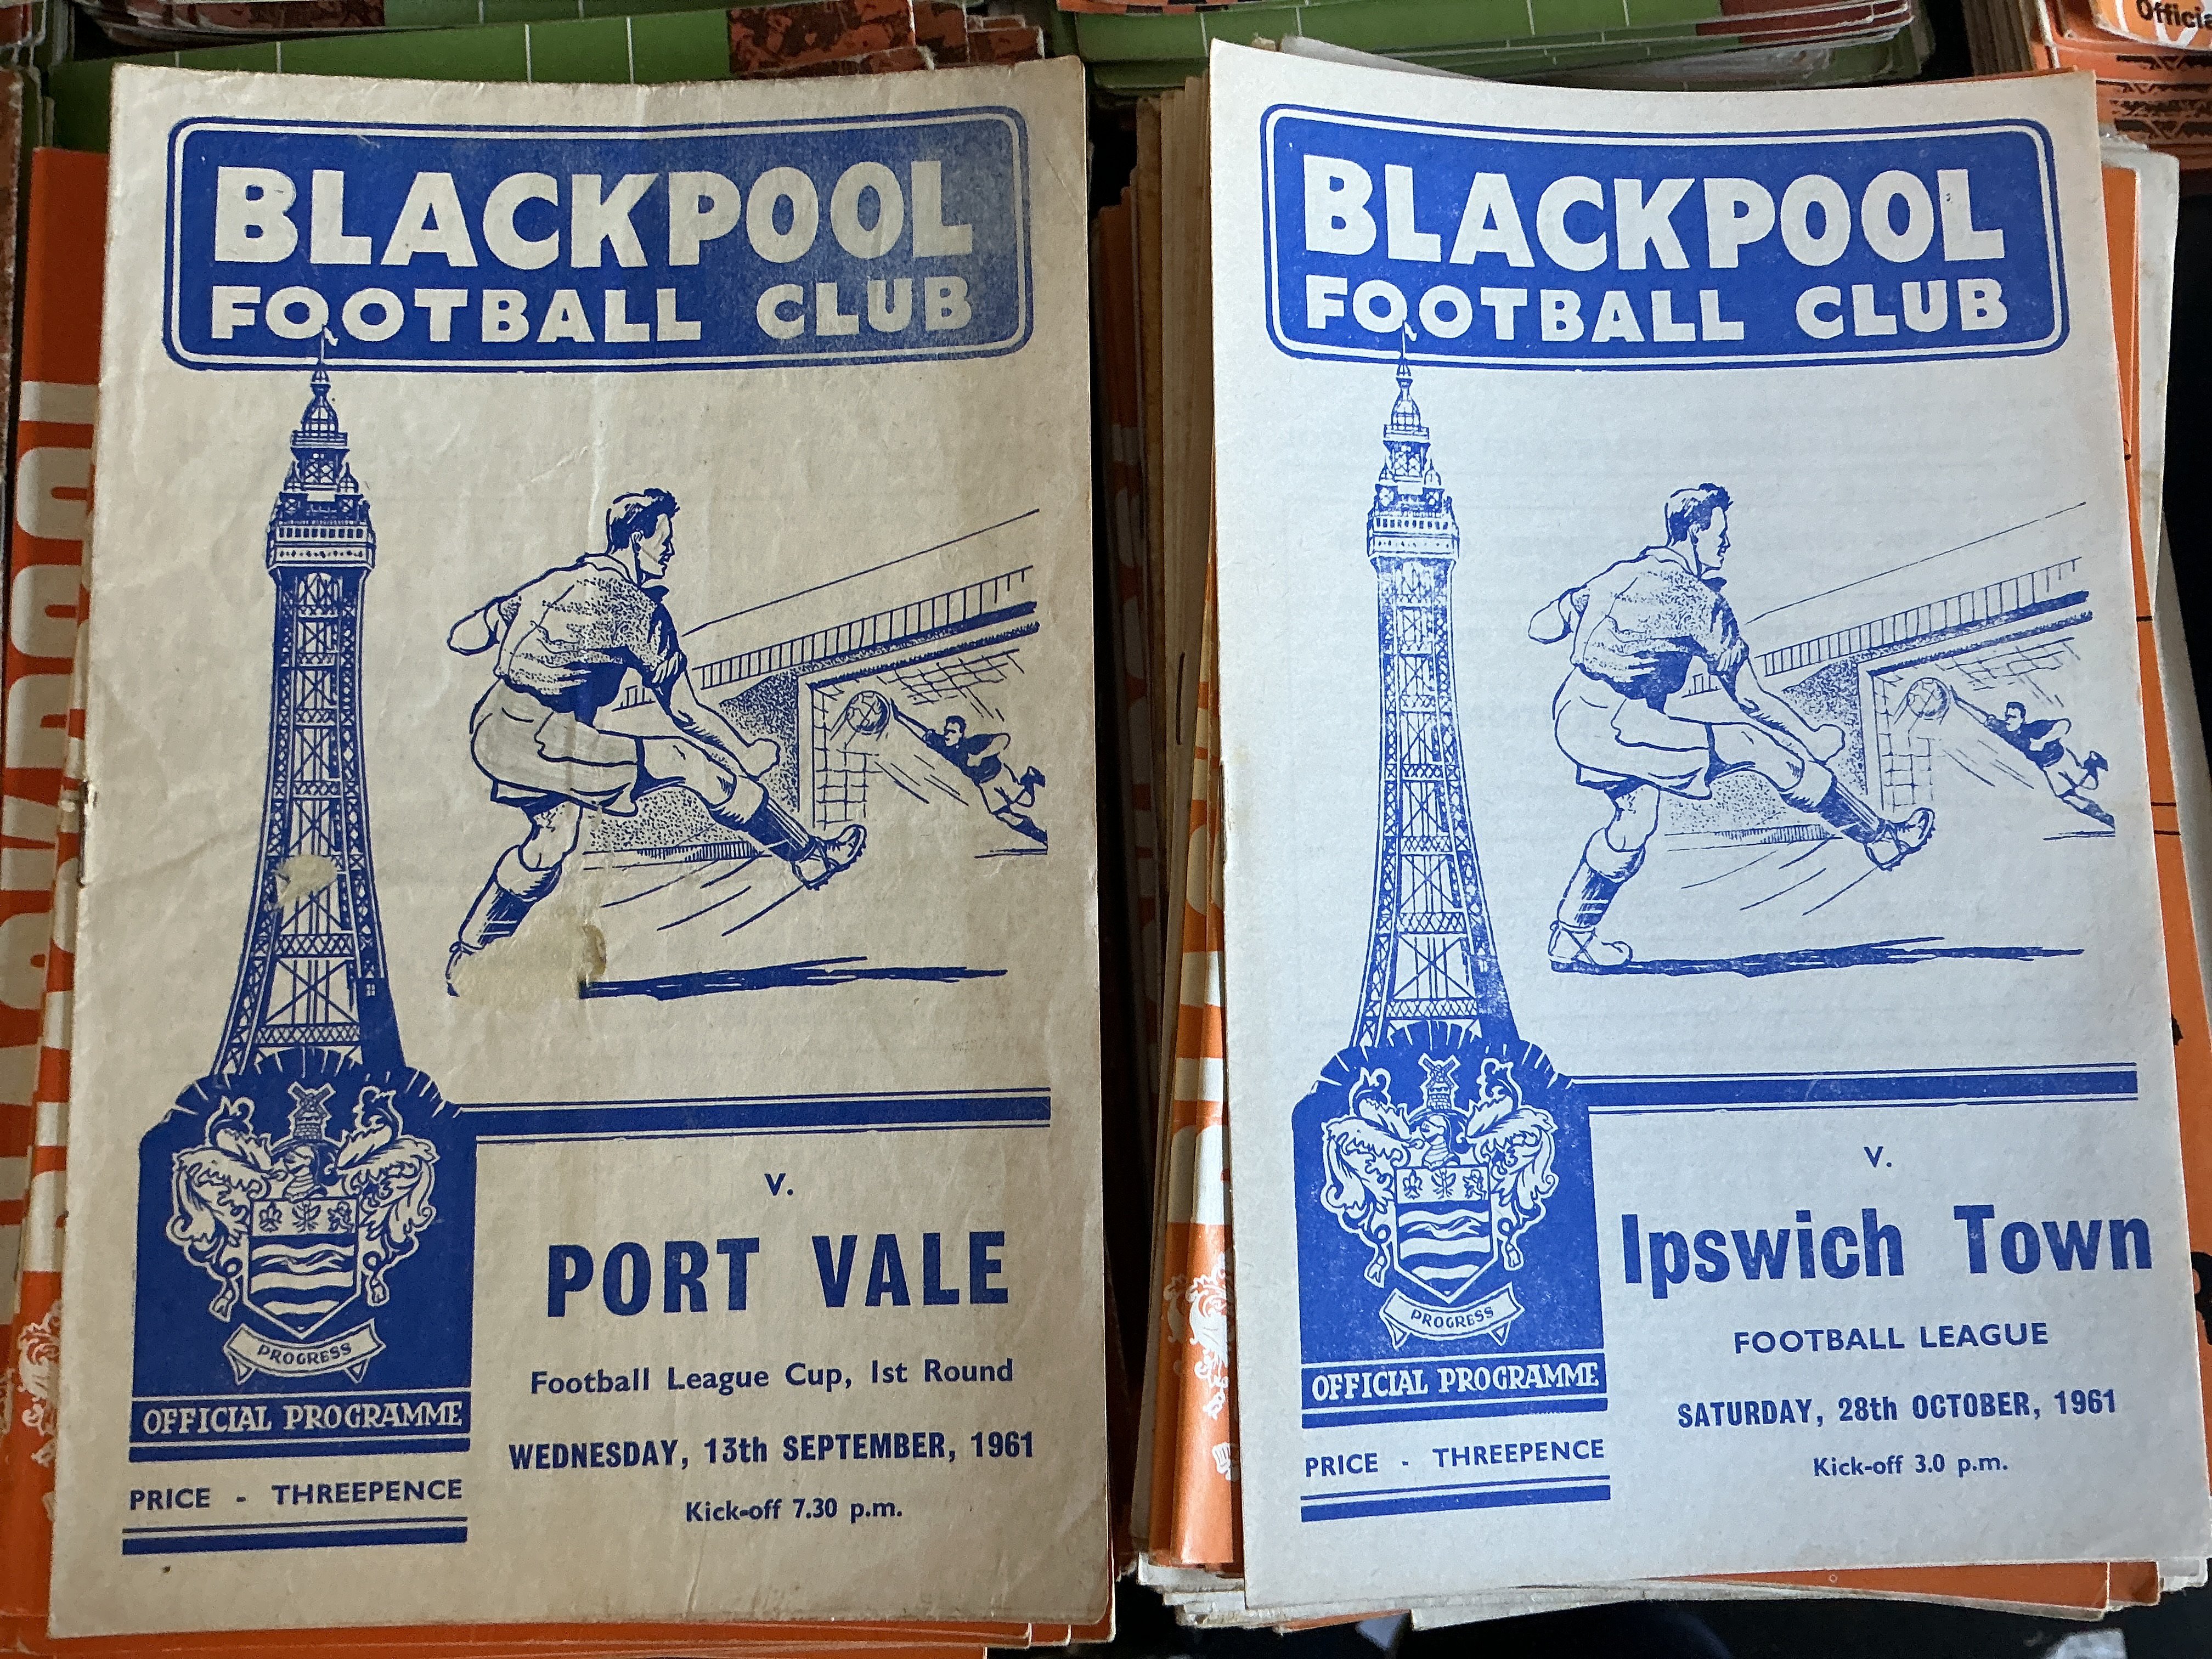 Official
BLACKPOOL
FOOTBALL CLUB
v.
PORT VALE
Football League Cup, 1st Round
WEDNESDAY, 13th SEPTEMBER, 1961
Kick-off 7.30 p.m.
PROGRESS
OFFICIAL PROGRAMME
PRICE - THREEPENCE
BLACKPOOL
FOOTBALL CLUB
v.
Ipswich Town
FOOTBALL LEAGUE
SATURDAY, 28th OCTOBER, 1961
Kick-off 3.0 p.m.
PROGRESS
OFFICIAL PROGRAMME
PRICE - THREEPENCE